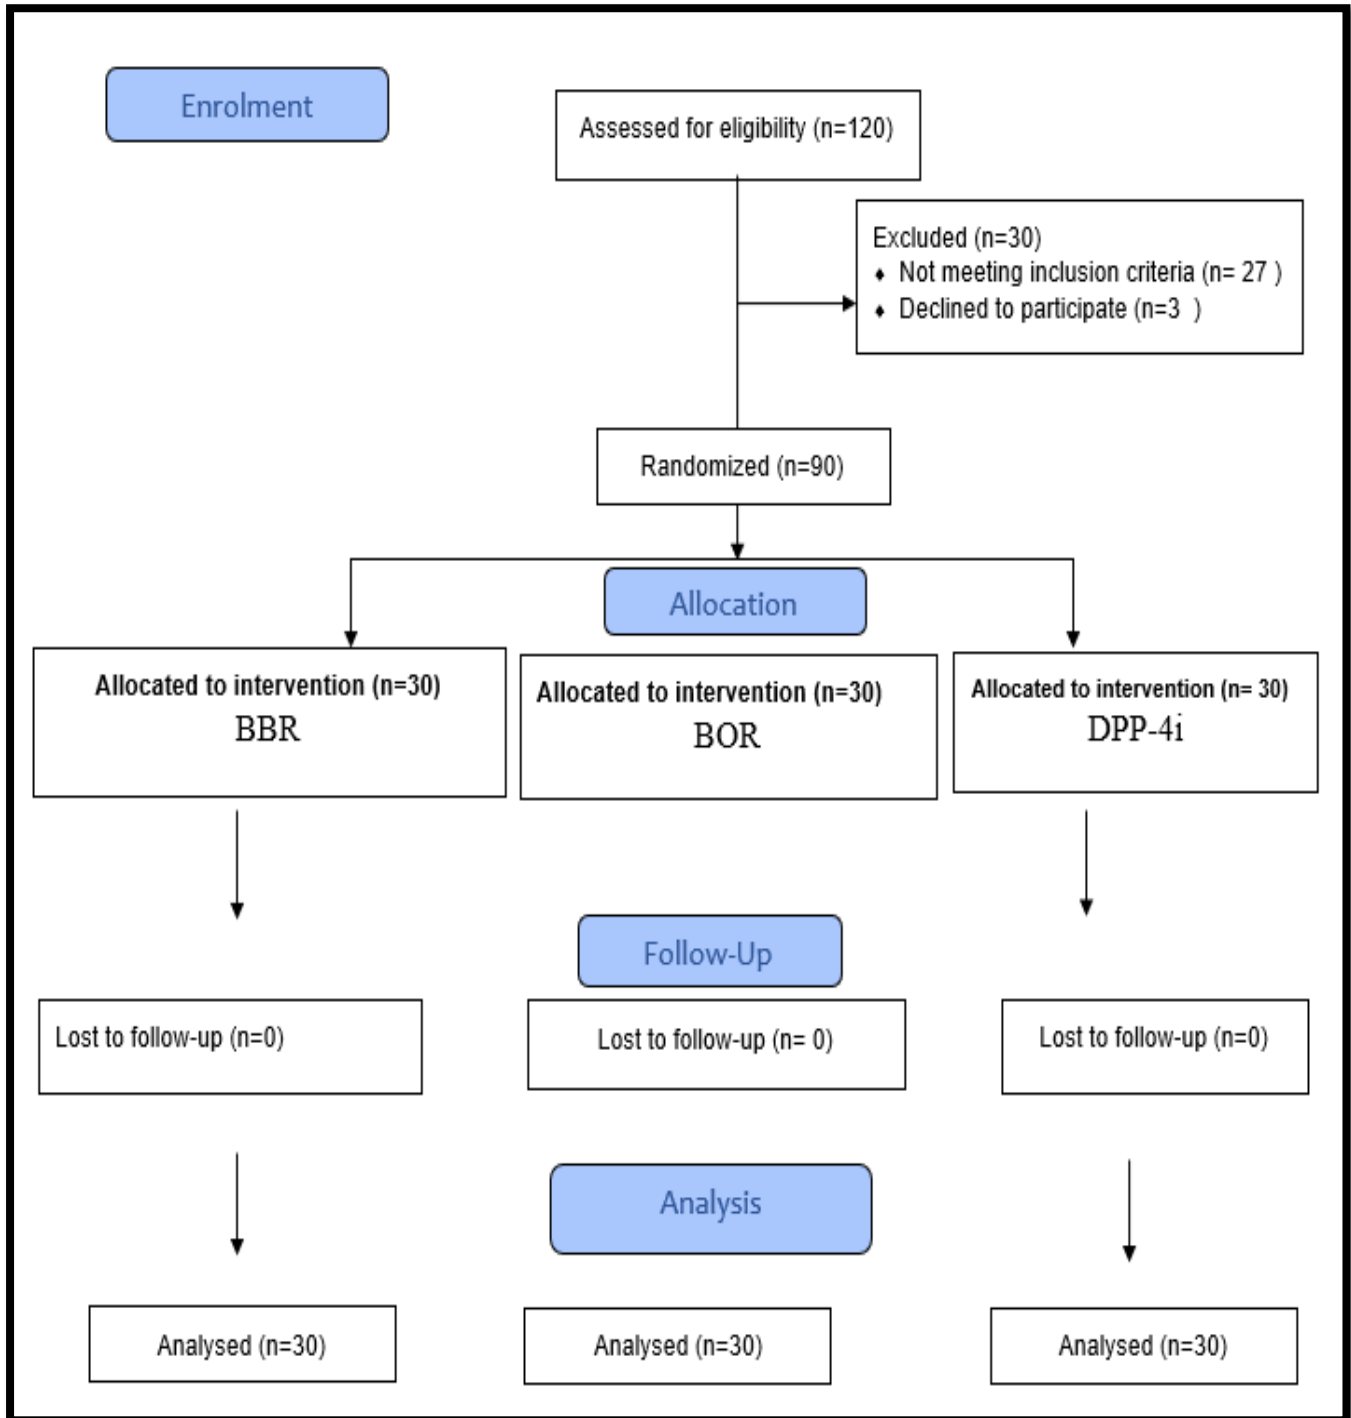 Enrolment
Assessed for eligibility (n=120)
Excluded (n=30)
♦ Not meeting inclusion criteria (n= 27 )
♦ Declined to participate (n=3  )
Randomized (n=90)
Allocation
Allocated to intervention (n=30)
BBR
Allocated to intervention (n=30)
BOR
Allocated to intervention (n= 30)
DPP-4i
Follow-Up
Lost to follow-up (n=0)
Lost to follow-up (n= 0)
Lost to follow-up (n=0)
Analysis
Analysed (n=30)
Analysed (n=30)
Analysed (n=30)